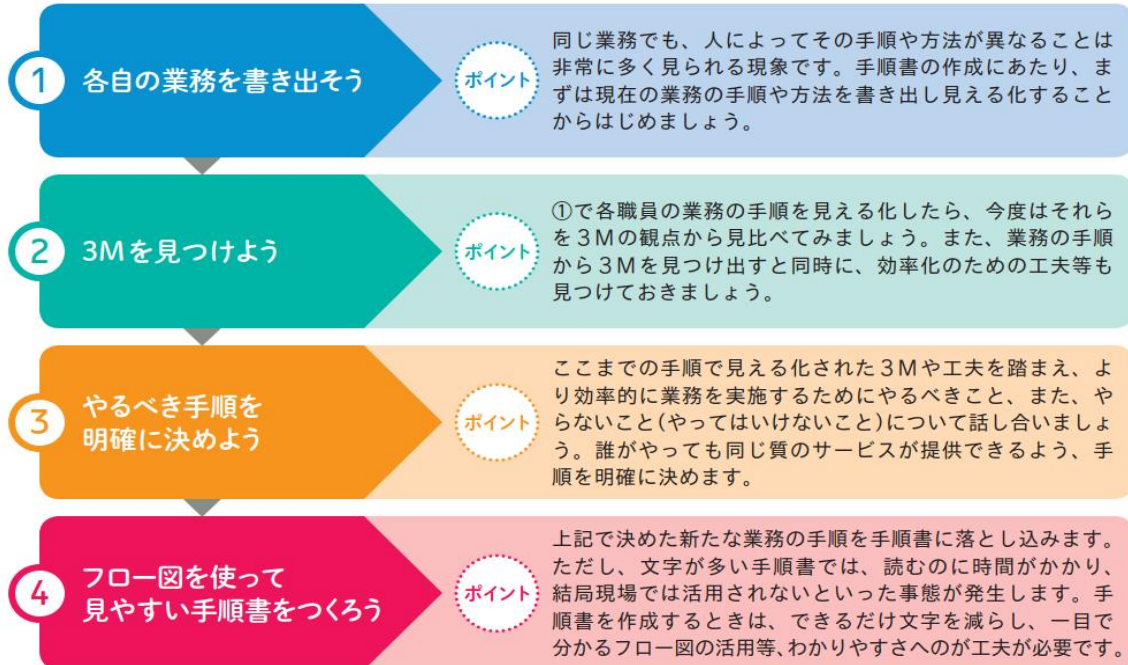 1
各自の業務を書き出そう
ポイント
同じ業務でも、人によってその手順や方法が異なることは
非常に多く見られる現象です。手順書の作成にあたり、ま
ずは現在の業務の手順や方法を書き出し見える化すること
からはじめましょう。
2
3Mを見つけよう
ポイント
①で各職員の業務の手順を見える化したら、今度はそれら
を3Mの観点から見比べてみましょう。また、業務の手順
から3Mを見つけ出すと同時に、効率化のための工夫等も
見つけておきましょう。
3
やるべき手順を
明確に決めよう
ポイント
ここまでの手順で見える化された3Mや工夫を踏まえ、よ
り効率的に業務を実施するためにやるべきこと、また、や
らないこと(やってはいけないこと)について話し合いましょ
う。誰がやっても同じ質のサービスが提供できるよう、手
順を明確に決めます。
4
フロー図を使って
見やすい手順書をつくろう
ポイント
上記で決めた新たな業務の手順を手順書に落とし込みます。
ただし、文字が多い手順書では、読むのに時間がかかり、
結局現場では活用されないといった事態が発生します。手
順書を作成するときは、できるだけ文字を減らし、一目で
分かるフロー図の活用等、わかりやすさへのが工夫が必要です。